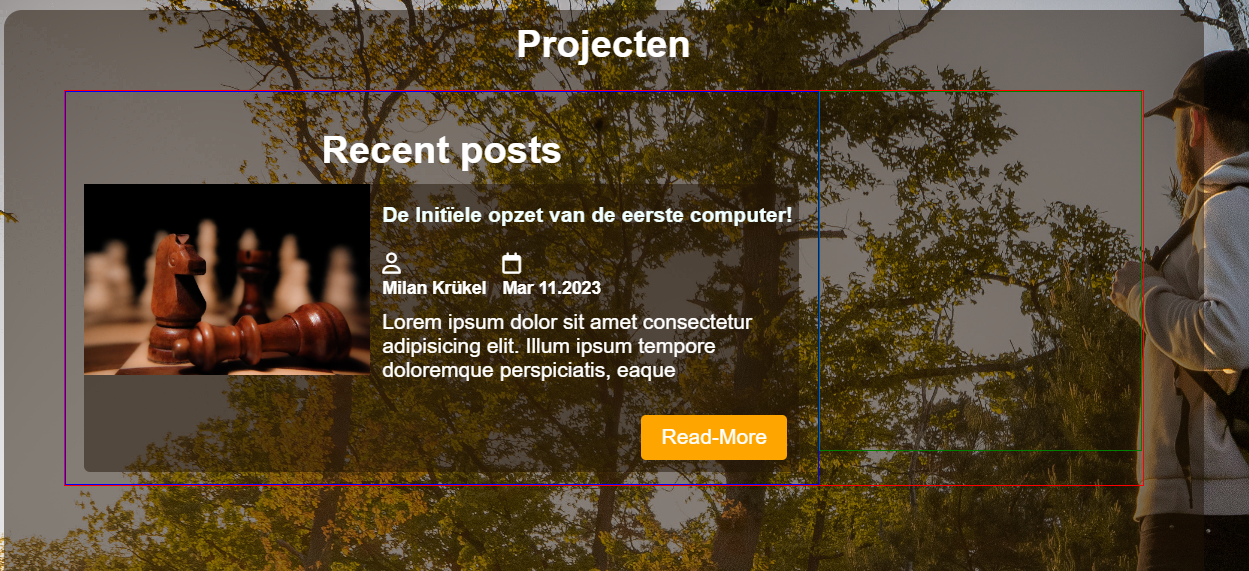 Projecten
Recent posts
De Initïele opzet van de eerste computer!
Milan Krükel Mar 11.2023
Lorem ipsum dolor sit amet consectetur
adipisicing elit. Illum ipsum tempore
doloremque perspiciatis, eaque
Read-More